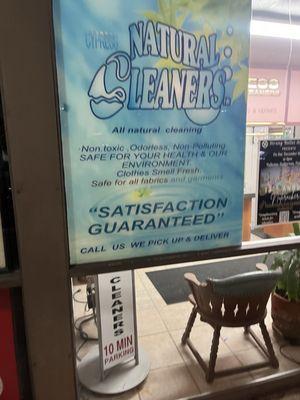 CYPRESS
NATURAL
CLEANERS
All natural cleaning
·Non.toxic ,Odorless, Non-Polluting
SAFE FOR YOUR HEALTH & OUR
ENVIRONMENT.
Clothes Smell Fresh.
Safe for all fabrics and garments
"SATISFACTION
GUARANTEED"
CALL US WE PICK UP & DELIVER
CLEANERS
10 MIN
PARKING